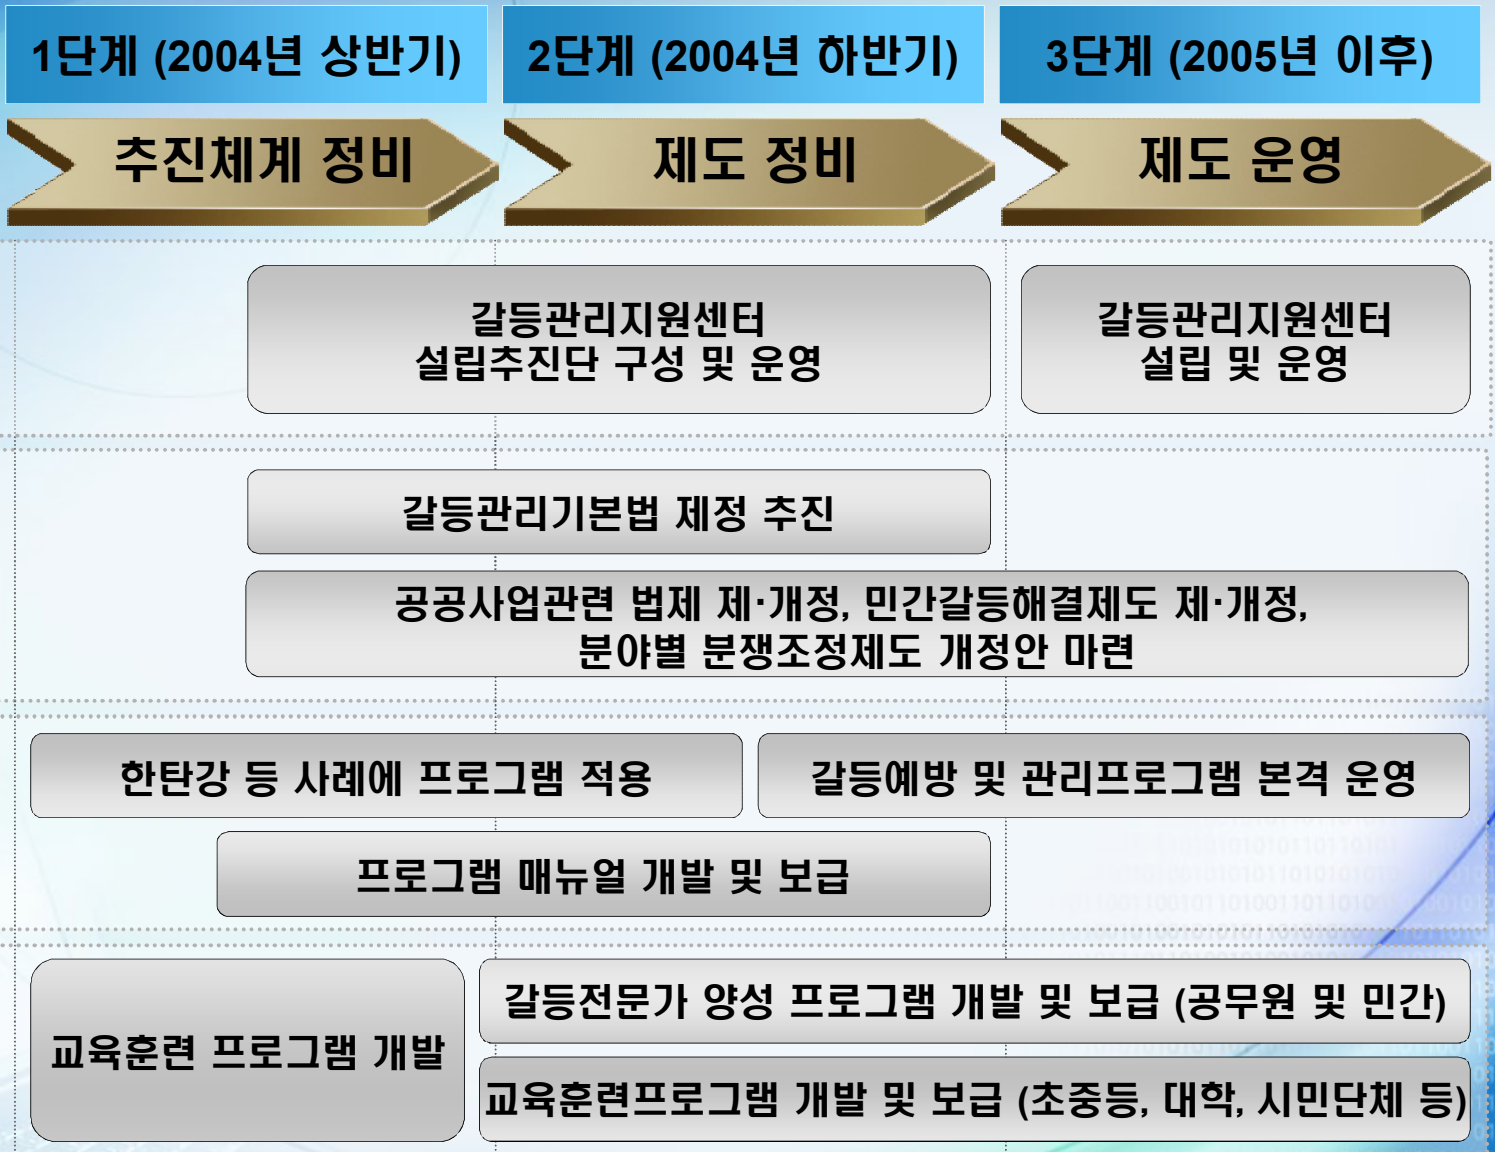 1단계 (2004년 상반기)
2단계 (2004년 하반기)
3단계 (2005년 이후)
추진체계 정비
제도 정비
제도 운영
갈등관리지원센터
설립추진단 구성 및 운영
갈등관리지원센터
설립 및 운영
갈등관리기본법 제정 추진
공공사업관련 법제 제·개정, 민간갈등해결제도 제·개정,
분야별 분쟁조정제도 개정안 마련
한탄강 등 사례에 프로그램 적용
갈등예방 및 관리프로그램 본격 운영
프로그램 매뉴얼 개발 및 보급
교육훈련 프로그램 개발
갈등전문가 양성 프로그램 개발 및 보급 (공무원 및 민간)
교육훈련프로그램 개발 및 보급 (초중등, 대학, 시민단체 등)